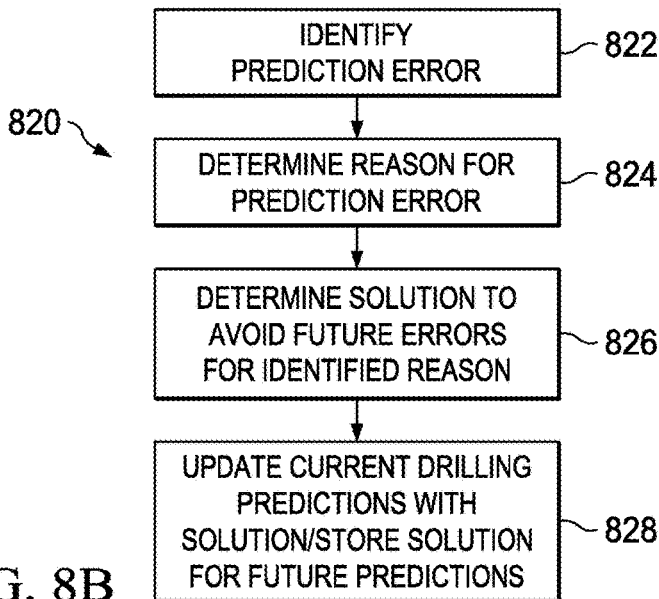 IDENTIFY
PREDICTION ERROR
822
820
DETERMINE REASON FOR
PREDICTION ERROR
824
DETERMINE SOLUTION TO
AVOID FUTURE ERRORS
FOR IDENTIFIED REASON
826
UPDATE CURRENT DRILLING
PREDICTIONS WITH
SOLUTION/STORE SOLUTION
FOR FUTURE PREDICTIONS
828
G. 8B